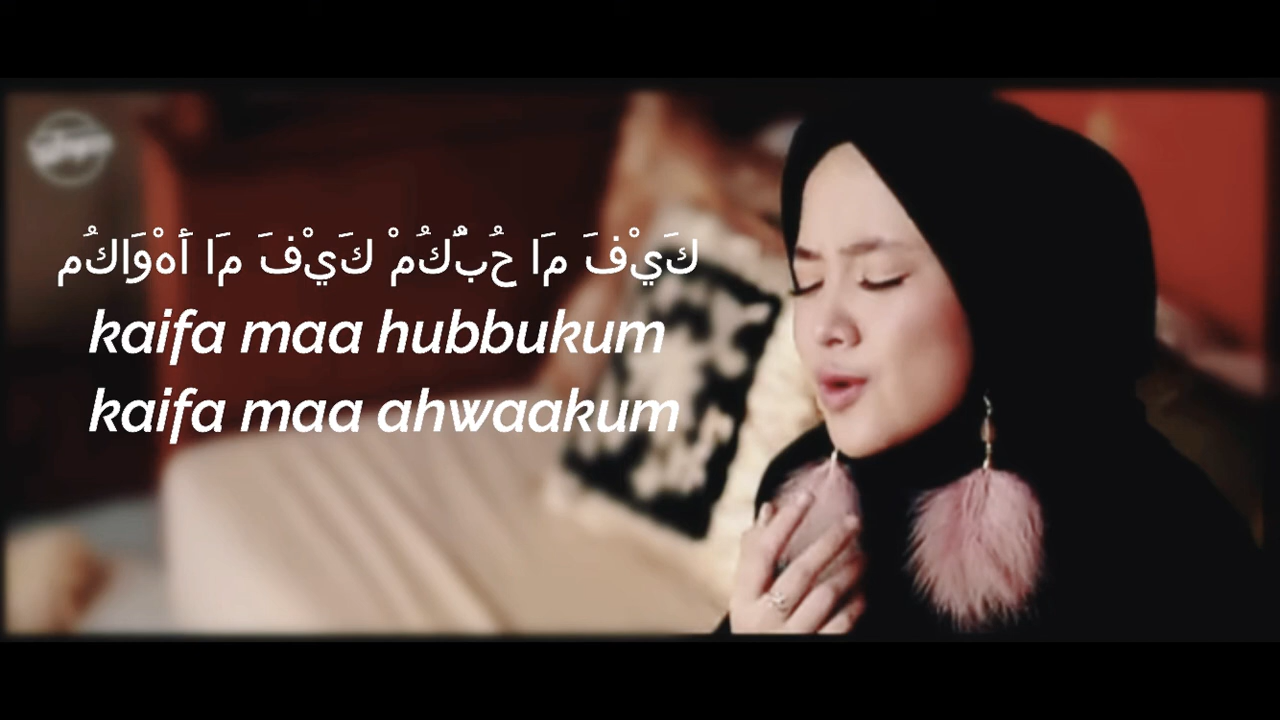 كَيْفَ مَا حُبُّكُمْ كَيْفَ مَا أَهْوَاكُم
kaifa maa hubbukum
kaifa maa ahwaakum